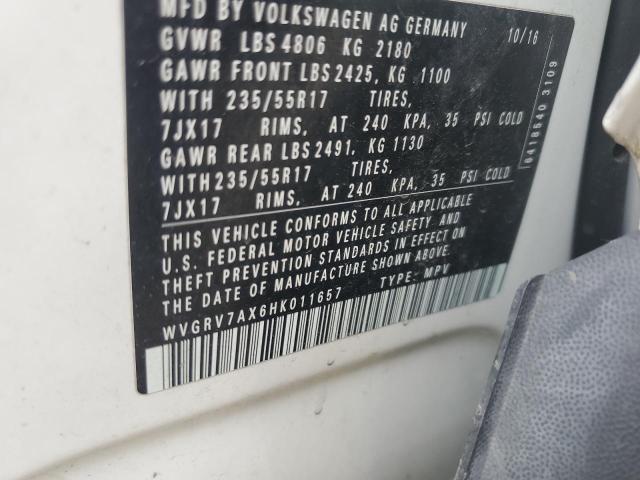 MFD BY VOLKSWAGEN AG GERMANY 10/16
GVWR LBS 4806 KG 2180
GAWR FRONT LBS 2425, KG 1100
WITH 235/55R17 TIRES,
7JX17 RIMS, AT 240 KPA, 35 PSI COLD
GAWR REAR LBS 2491, KG 1130
WITH 235/55R17 TIRES,
7JX17 RIMS, AT 240 KPA, 35 PSI COLD
THIS VEHICLE CONFORMS TO ALL APPLICABLE
U.S. FEDERAL MOTOR VEHICLE SAFETY AND
THEFT PREVENTION STANDARDS IN EFFECT ON
THE DATE OF MANUFACTURE SHOWN ABOVE.
WVGRV7AX6HK011657 TYPE: MPV
6418540 3109